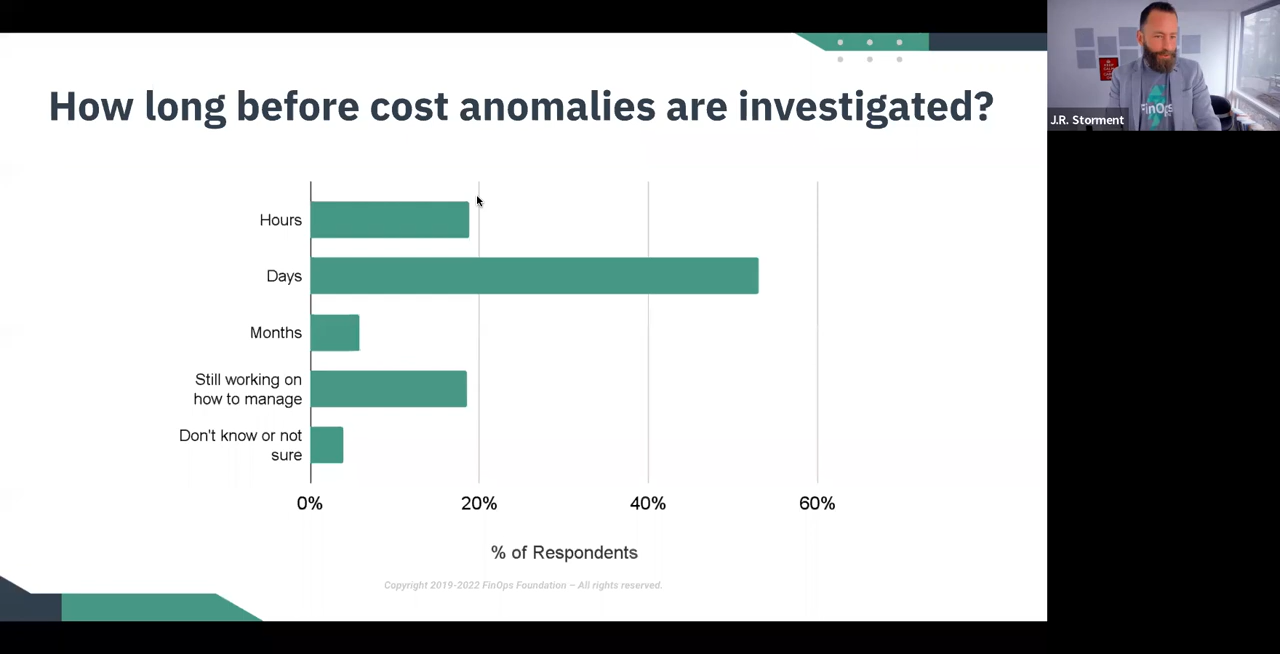 How long before cost anomalies are investigated?
Hours
Days
Months
Still working on
how to manage
Don't know or not
sure
0% 20% 40% 60%
% of Respondents
Copyright 2019-2022 FinOps Foundation – All rights reserved.
FinOps
J.R. Storment